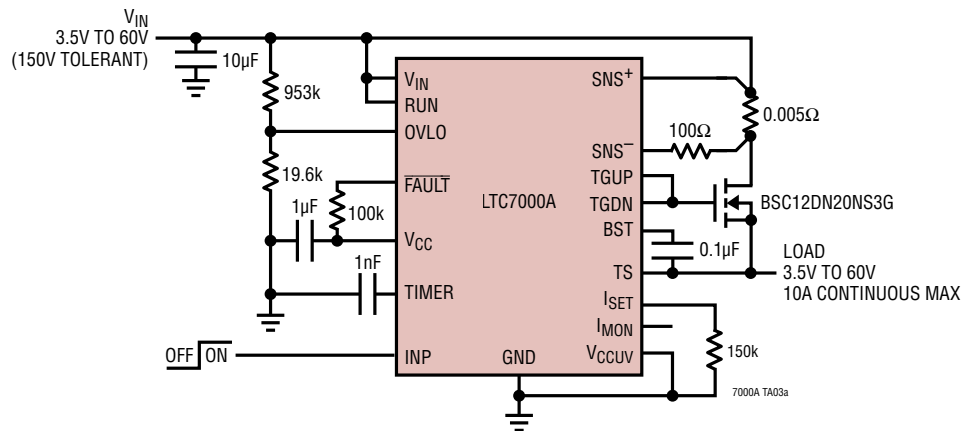 VIN
3.5V TO 60V
(150V TOLERANT)
10µF
953k
19.6k
1µF
100k
1nF
OFF
ON
VIN
RUN
OVLO
FAULT
VCC
TIMER
INP
GND
LTC7000A
SNS+
SNS–
TGUP
TGDN
BST
TS
ISET
IMON
VCCUV
100Ω
0.005Ω
BSC12DN20NS3G
0.1µF
LOAD
3.5V TO 60V
10A CONTINUOUS MAX
150k
7000A TA03a